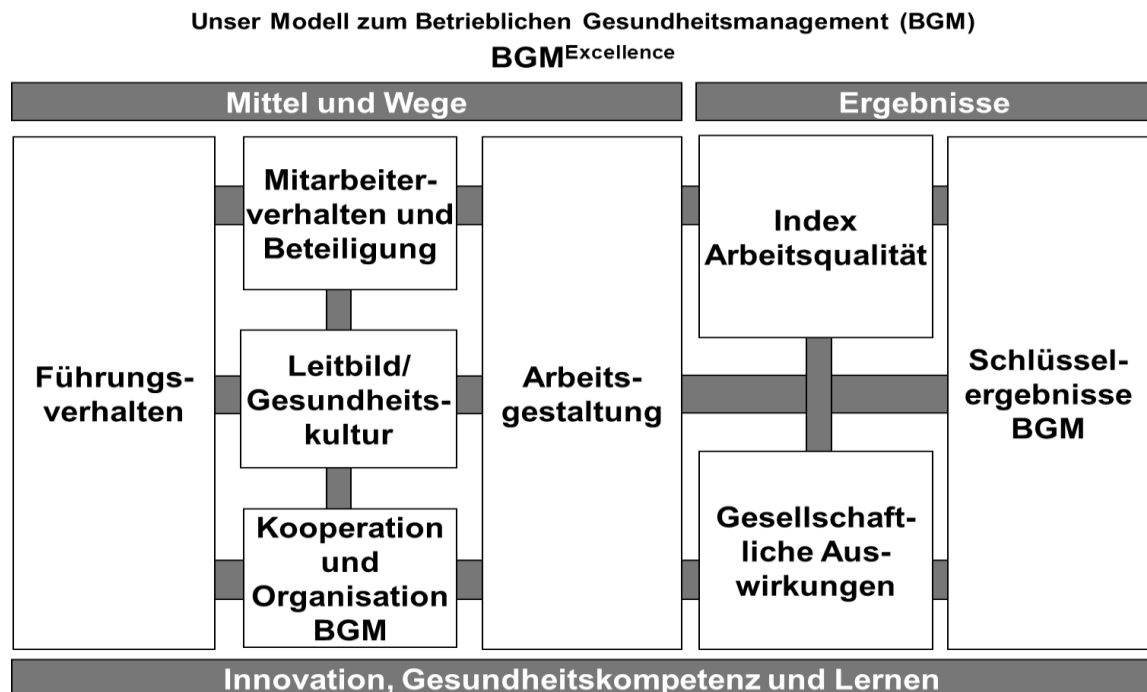 Unser Modell zum Betrieblichen Gesundheitsmanagement (BGM)
BGMExcellence
Mittel und Wege
Ergebnisse
Führungs-
verhalten
Mitarbeiter-
verhalten und
Beteiligung
Leitbild/
Gesundheits-
kultur
Kooperation
und
Organisation
BGM
Arbeits-
gestaltung
Index
Arbeitsqualität
Gesellschaft-
liche Aus-
wirkungen
Schlüssel-
ergebnisse
BGM
Innovation, Gesundheitskompetenz und Lernen